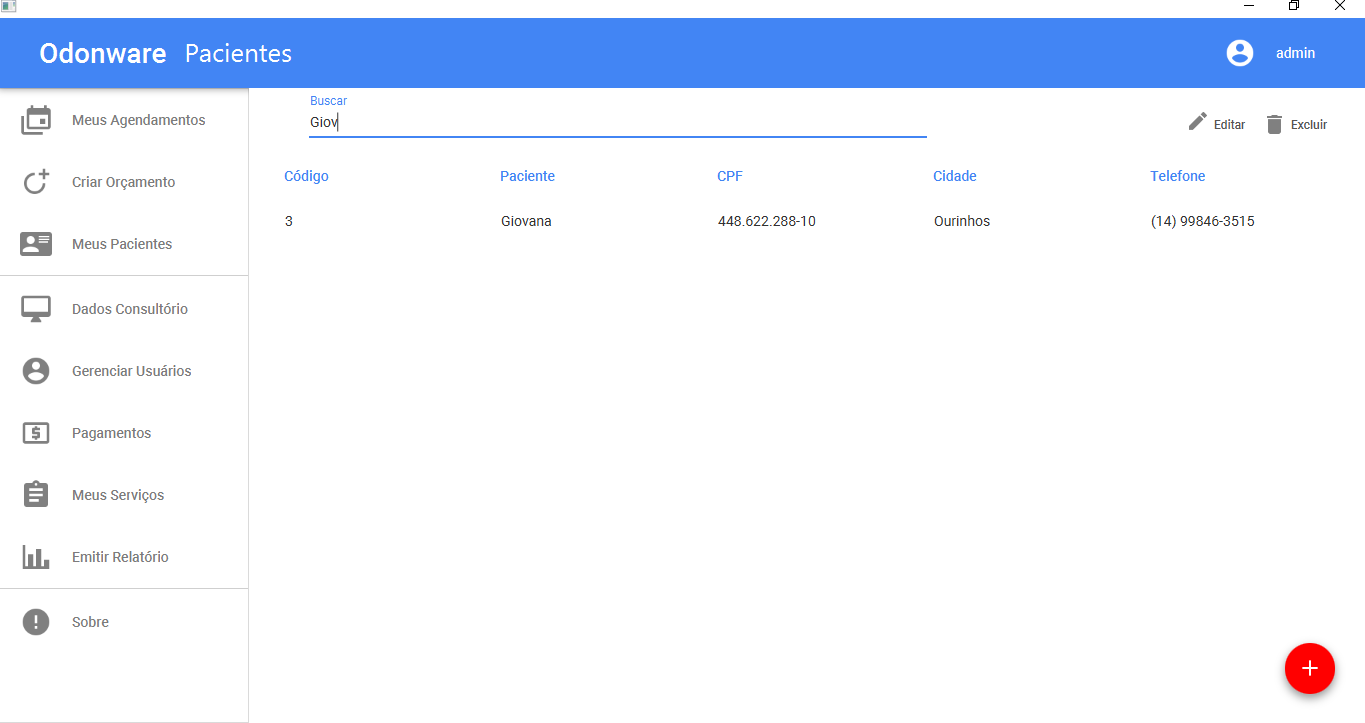 Odonware Pacientes
admin
Meus Agendamentos
Criar Orçamento
Meus Pacientes
Dados Consultório
Gerenciar Usuários
Pagamentos
Meus Serviços
Emitir Relatório
Sobre
Buscar
Giov
Editar Excluir
Código Paciente CPF Cidade Telefone
3 Giovana 448.622.288-10 Ourinhos (14) 99846-3515